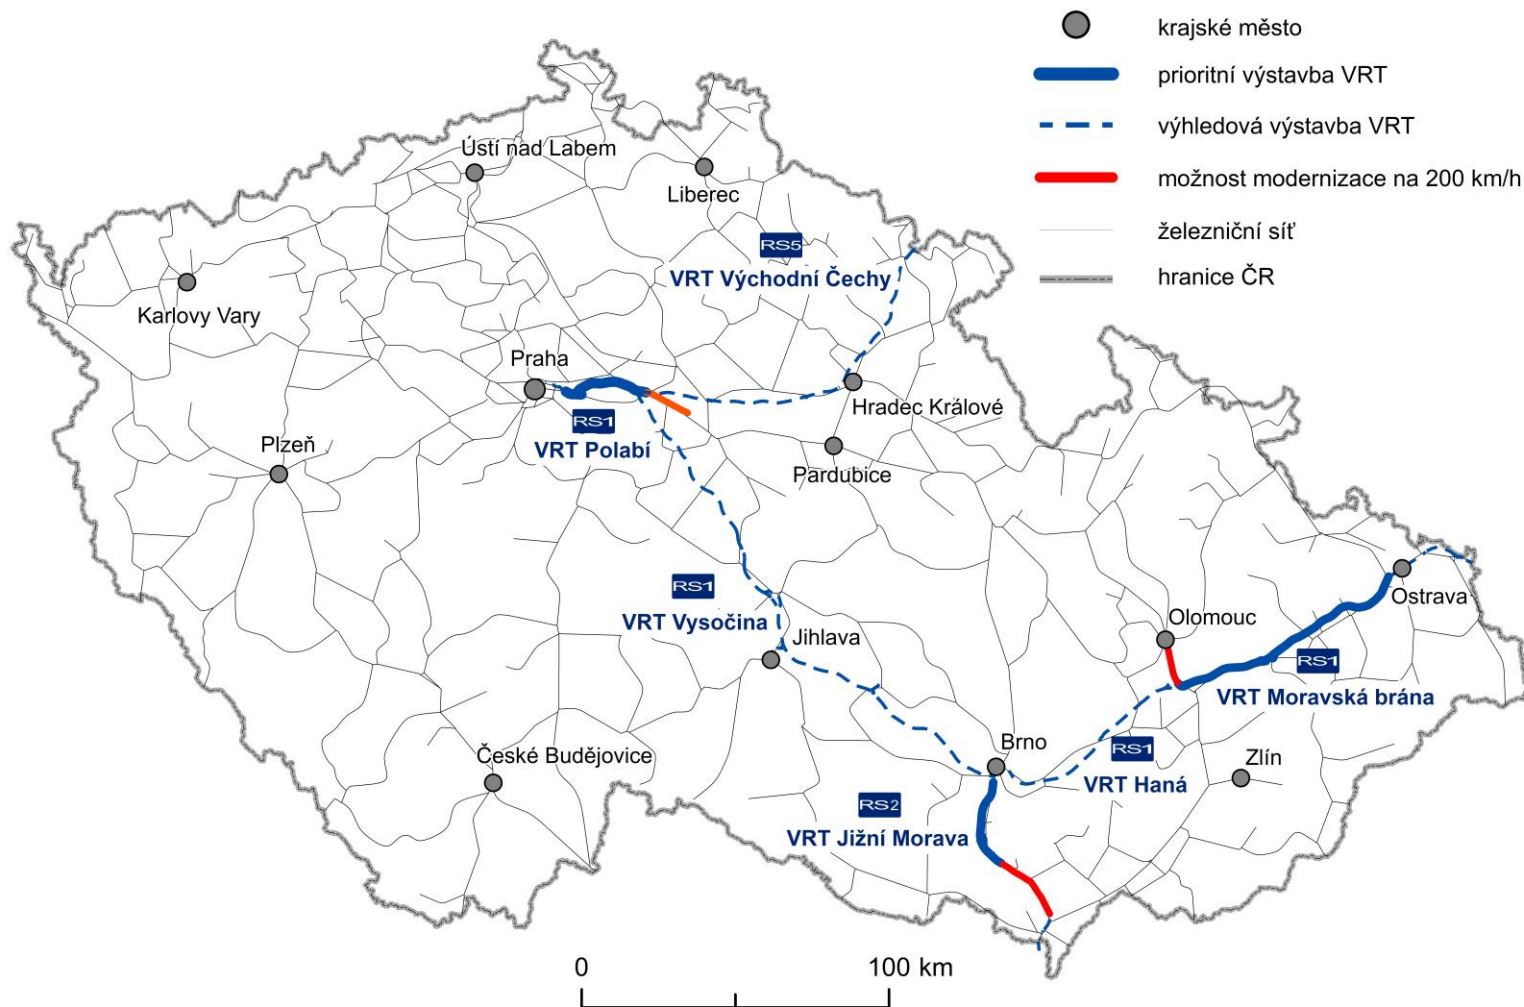 krajské město
prioritní výstavba VRT
výhledová výstavba VRT
možnost modernizace na 200 km/h
železniční síť
hranice ČR
Ústí nad Labem
Liberec
RS5
VRT Východní Čechy
Karlovy Vary
Praha
RS1
VRT Polabí
Hradec Králové
Plzeň
Pardubice
RS1
VRT Vysočina
Jihlava
Olomouc
Ostrava
RS1
VRT Moravská brána
České Budějovice
Brno
RS1
VRT Haná
Zlín
RS2
VRT Jižní Morava
0 100 km